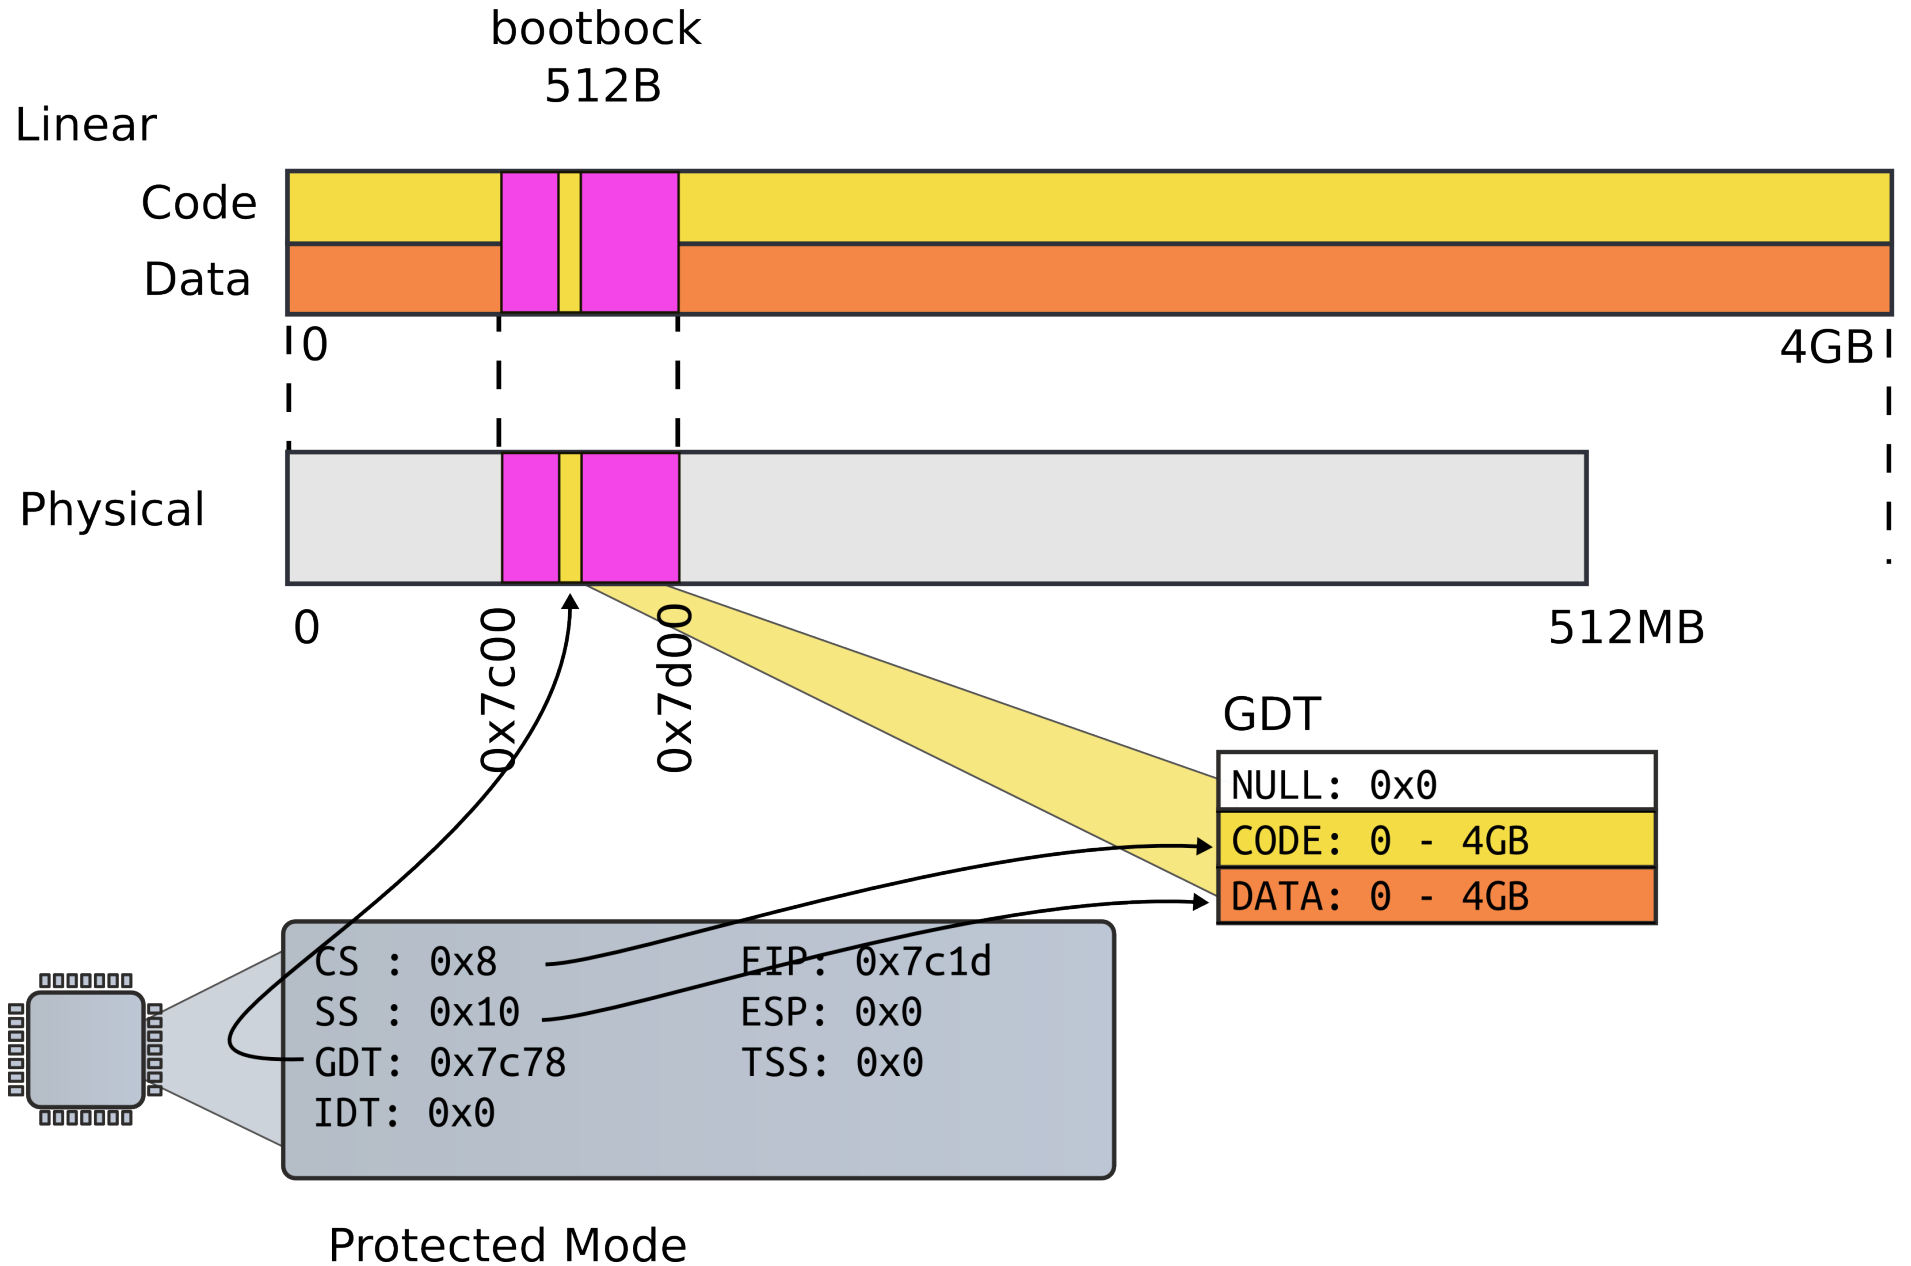 bootbock
512B
Linear
Code
Data
0
4GB
Physical
0
0x7c00
0x7d00
512MB
GDT
NULL: 0x0
CODE: 0 - 4GB
DATA: 0 - 4GB
CS : 0x8
EIP: 0x7c1d
SS : 0x10
ESP: 0x0
GDT: 0x7c78
TSS: 0x0
IDT: 0x0
Protected Mode